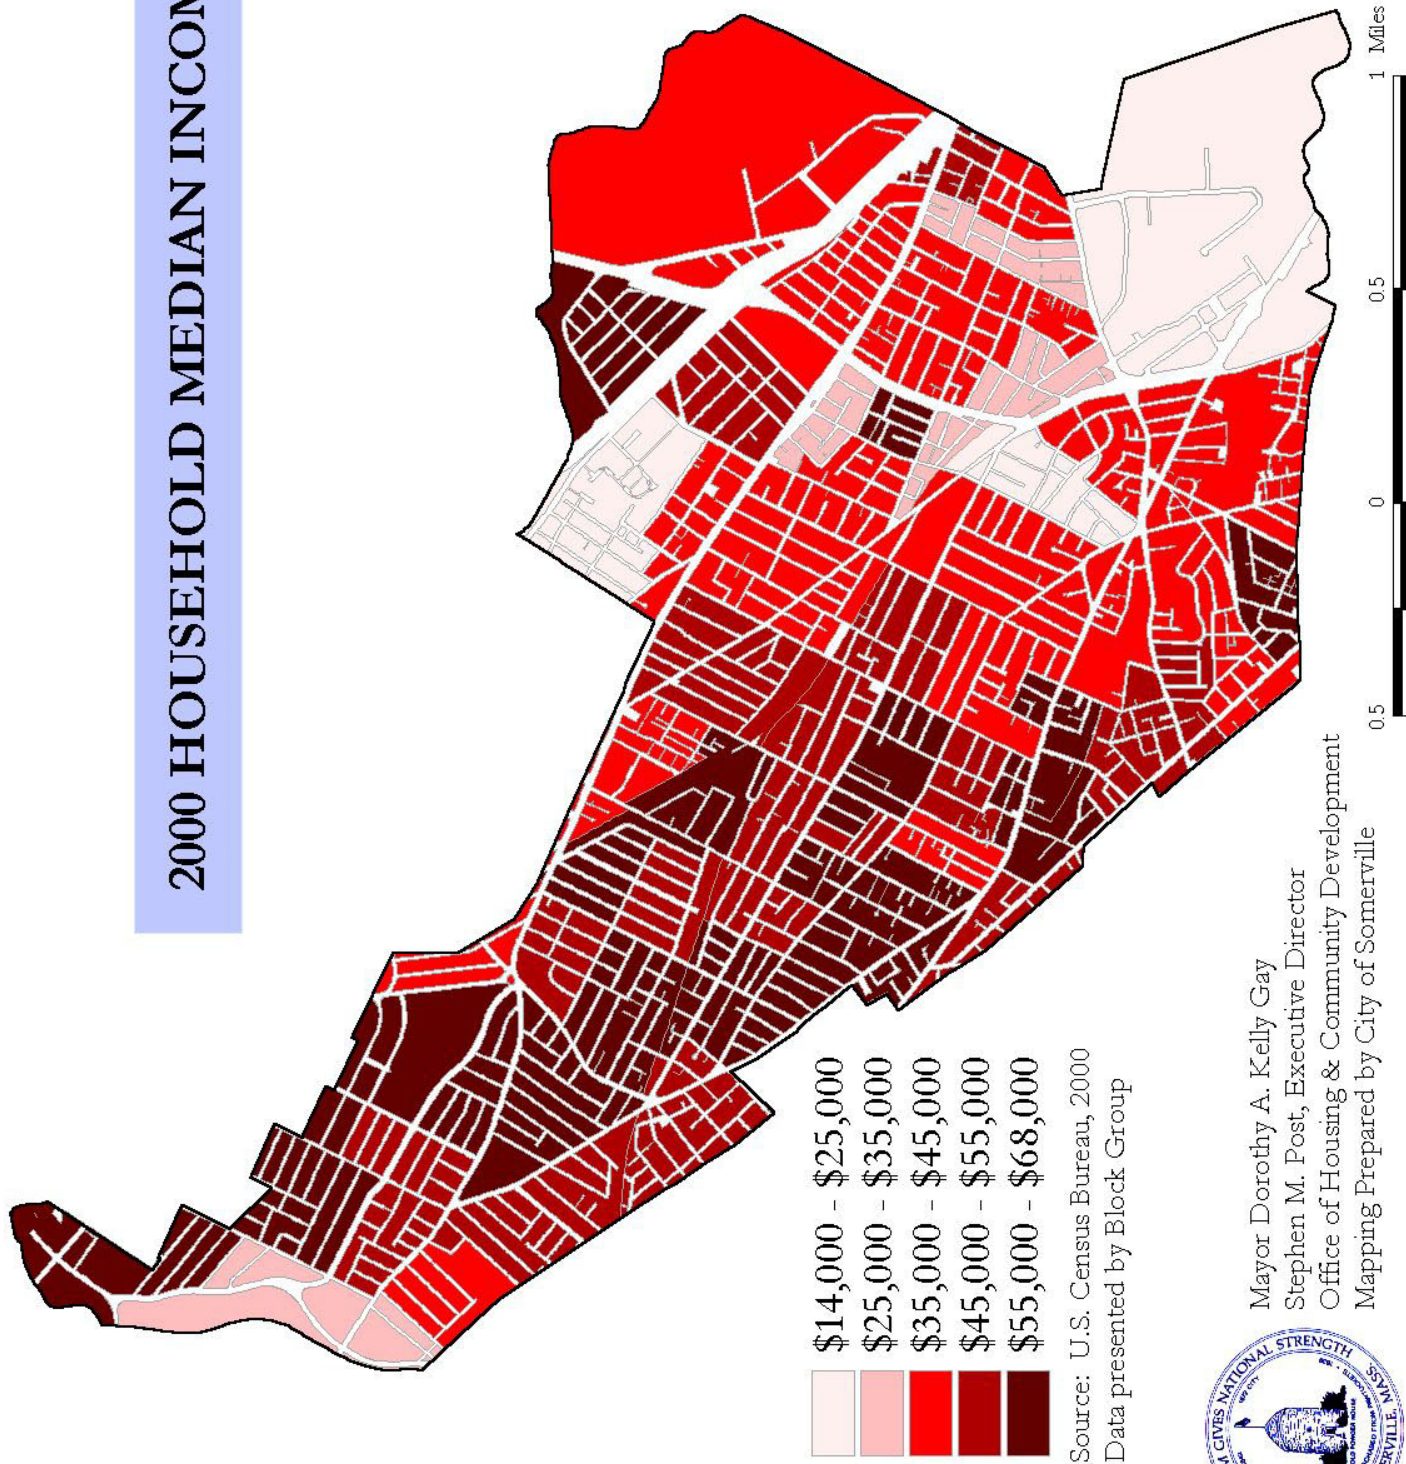 2000 HOUSEHOLD MEDIAN INCOM
$14,000 - $25,000
$25,000 - $35,000
$35,000 - $45,000
$45,000 - $55,000
$55,000 - $68,000
Source: U.S. Census Bureau, 2000
Data presented by Block Group
Mayor Dorothy A. Kelly Gay
Stephen M. Post, Executive Director
Office of Housing & Community Development
Mapping Prepared by City of Somerville
0.5 0 0.5 1 Miles
GIVES NATIONAL STRENGTH
MASS.